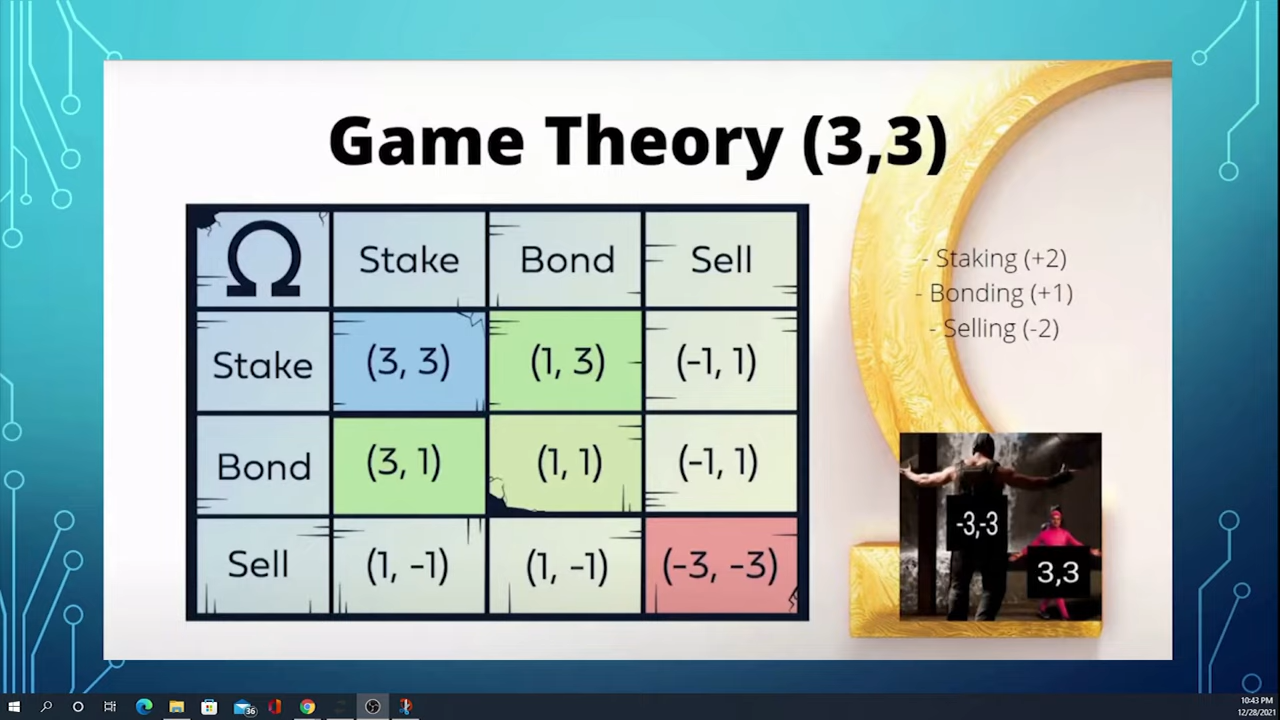 Game Theory (3,3)
Ω Stake Bond Sell
Stake (3, 3) (1, 3) (-1, 1)
Bond (3, 1) (1, 1) (-1, 1)
Sell (1, -1) (1, -1) (-3, -3)
- Staking (+2)
- Bonding (+1)
- Selling (-2)
-3,-3
3,3
36
10:43 PM
12/28/2021